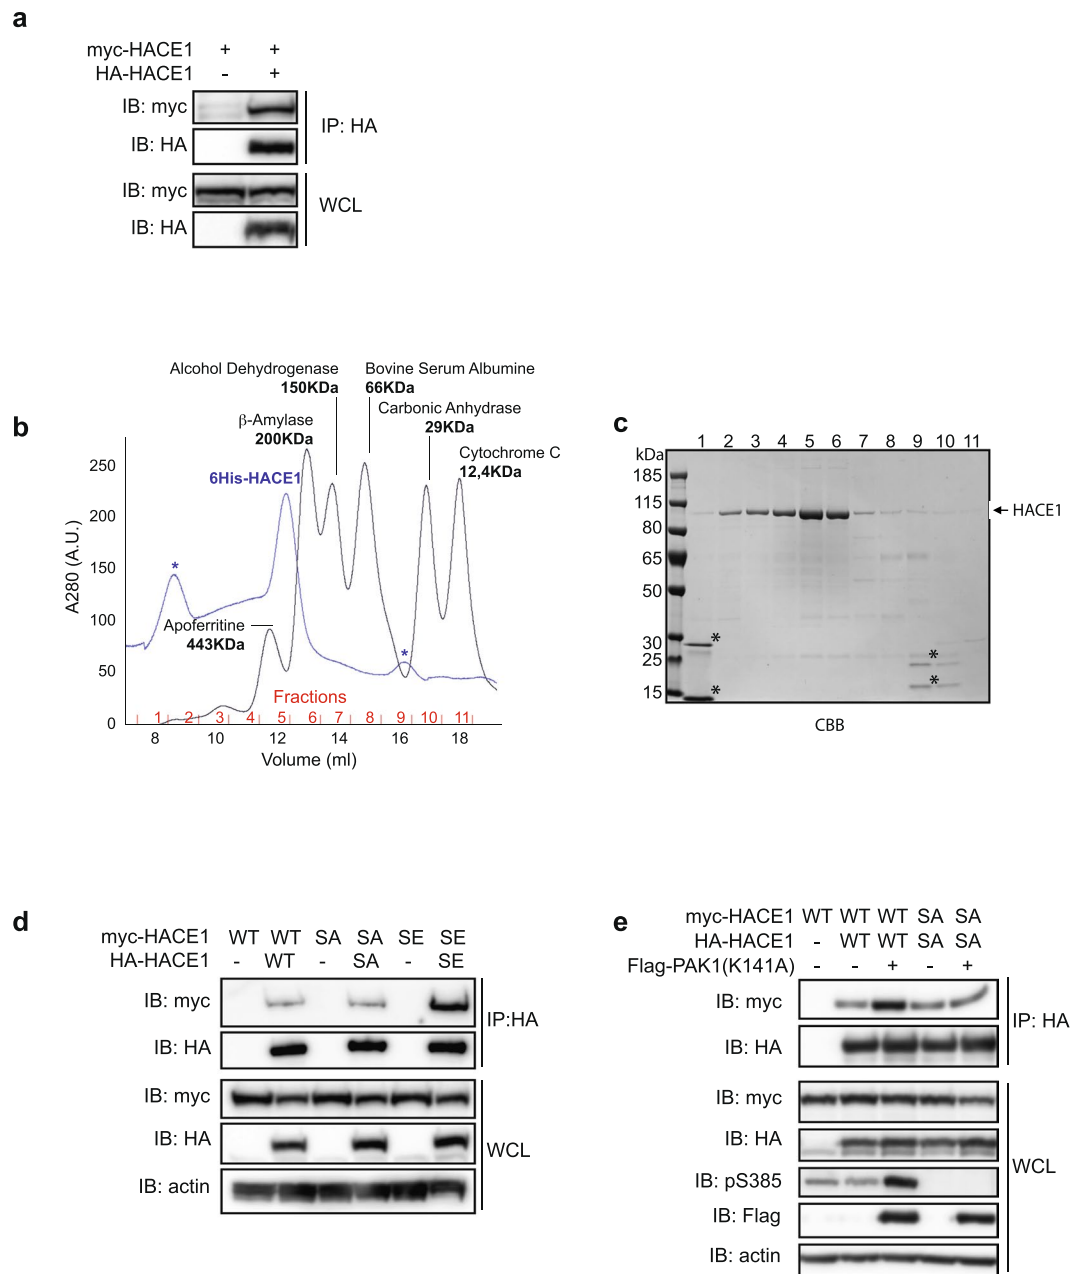 a
myc-HACE1 + +
HA-HACE1 - +
IB: myc
IB: HA
IP: HA
IB: myc
IB: HA
WCL
b
Alcohol Dehydrogenase
150KDa
Bovine Serum Albumine
66KDa
β-Amylase
200KDa
Carbonic Anhydrase
29KDa
Cytochrome C
12,4KDa
6His-HACE1
*
*
Apoferritine
443KDa
A280 (A.U.)
250
200
150
100
50
0
Fractions
1 2 3 4 5 6 7 8 9 10 11
8 10 12 14 16 18
Volume (ml)
c
1 2 3 4 5 6 7 8 9 10 11
kDa
185
115
80
65
50
30
25
15
HACE1
*
*
*
*
CBB
d
myc-HACE1 WT WT SA SA SE SE
HA-HACE1 - WT - SA - SE
IB: myc
IB: HA
IP:HA
IB: myc
IB: HA
IB: actin
WCL
e
myc-HACE1 WT WT WT SA SA
HA-HACE1 - WT WT SA SA
Flag-PAK1(K141A) - - + - +
IB: myc
IB: HA
IP: HA
IB: myc
IB: HA
IB: pS385
IB: Flag
IB: actin
WCL